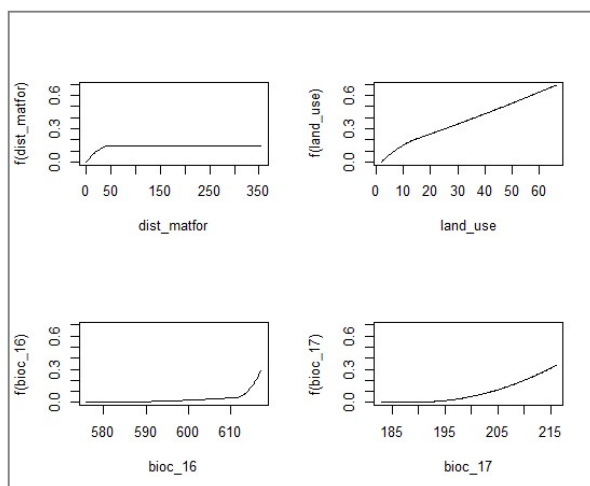 f(dist_matfor)
0.0 0.3 0.6
0 50 150 250 350
dist_matfor
f(land_use)
0.0 0.3 0.6
0 10 20 30 40 50 60
land_use
f(bioc_16)
0.0 0.3 0.6
580 590 600 610
bioc_16
f(bioc_17)
0.0 0.3 0.6
185 195 205 215
bioc_17